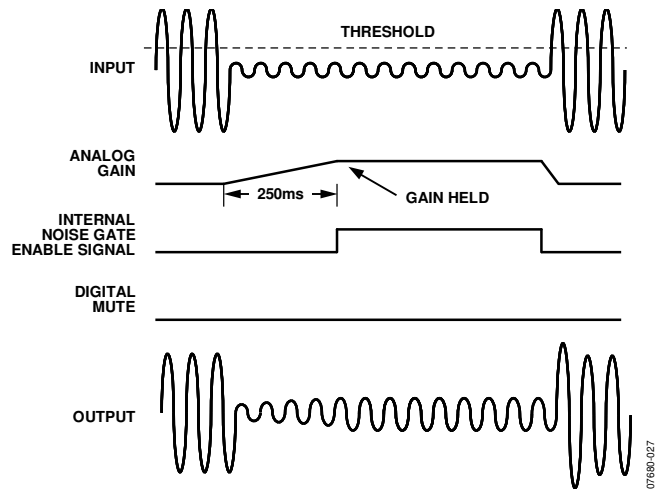 THRESHOLD
INPUT
ANALOG
GAIN
250ms
GAIN HELD
INTERNAL
NOISE GATE
ENABLE SIGNAL
DIGITAL
MUTE
OUTPUT
07680-027